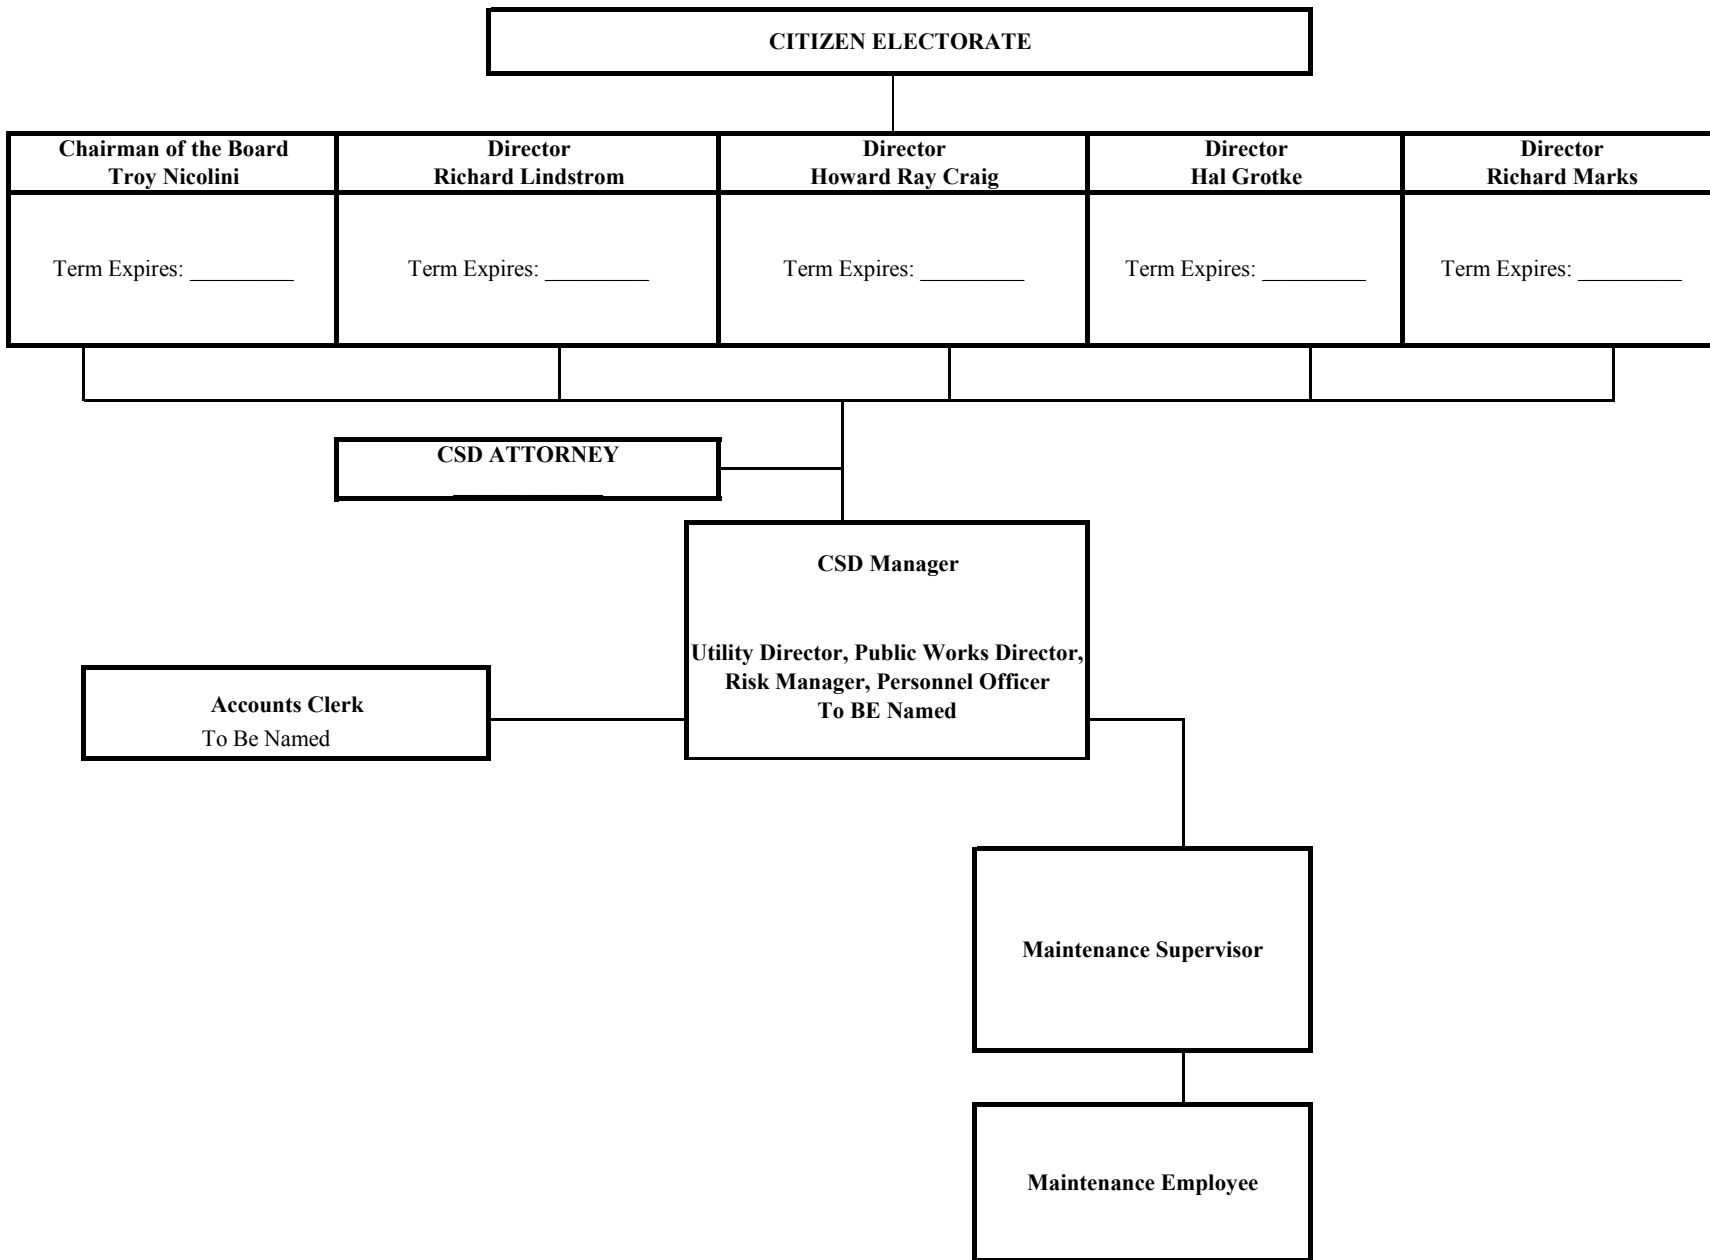 CITIZEN ELECTORATE
Chairman of the Board
Troy Nicolini
Director
Richard Lindstrom
Director
Howard Ray Craig
Director
Hal Grotke
Director
Richard Marks
Term Expires: _________
Term Expires: _________
Term Expires: _________
Term Expires: _________
Term Expires: _________
CSD ATTORNEY
_____________
CSD Manager
Utility Director, Public Works Director,
Risk Manager, Personnel Officer
To BE Named
Accounts Clerk
To Be Named
Maintenance Supervisor
Maintenance Employee